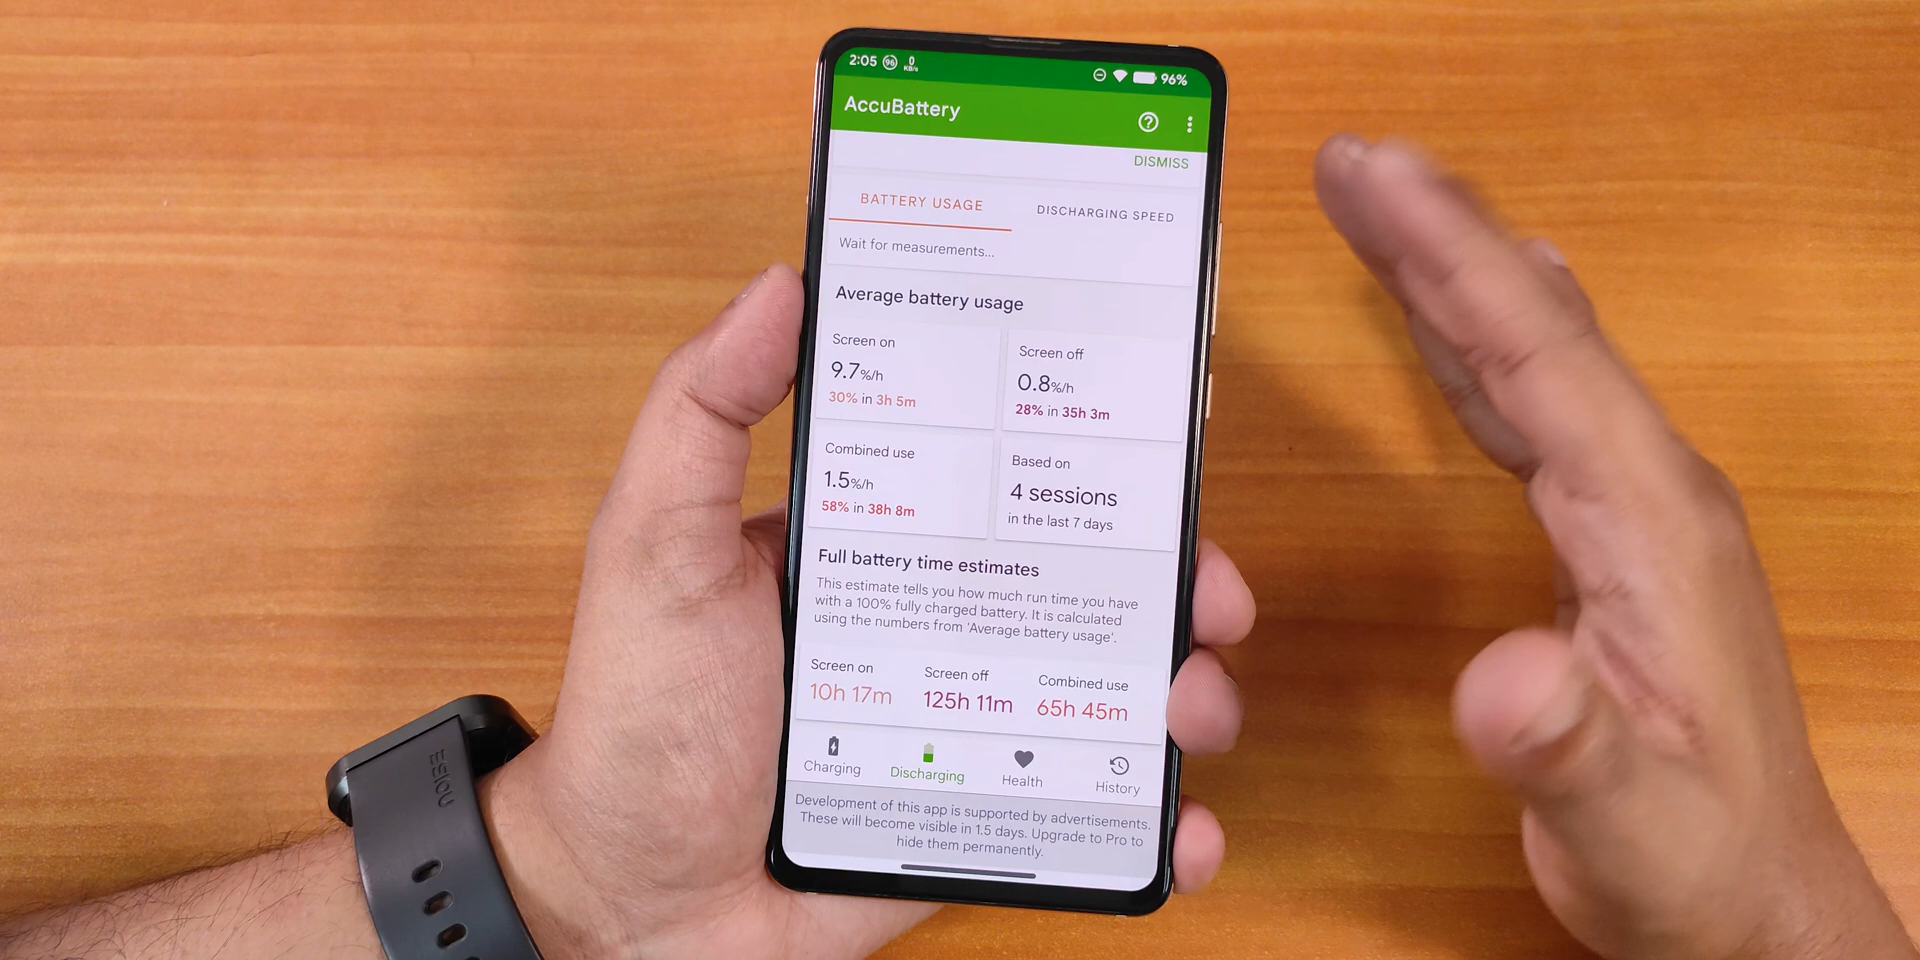 2:05 96 0 KB/s 96%
AccuBattery
DISMISS
BATTERY USAGE DISCHARGING SPEED
Wait for measurements...
Average battery usage
Screen on
9.7%/h
30% in 3h 5m
Screen off
0.8%/h
28% in 35h 3m
Combined use
1.5%/h
58% in 38h 8m
Based on
4 sessions
in the last 7 days
Full battery time estimates
This estimate tells you how much run time you have
with a 100% fully charged battery. It is calculated
using the numbers from 'Average battery usage'.
Screen on Screen off Combined use
10h 17m 125h 11m 65h 45m
Charging Discharging Health History
Development of this app is supported by advertisements.
These will become visible in 1.5 days. Upgrade to Pro to
hide them permanently.
NOISE